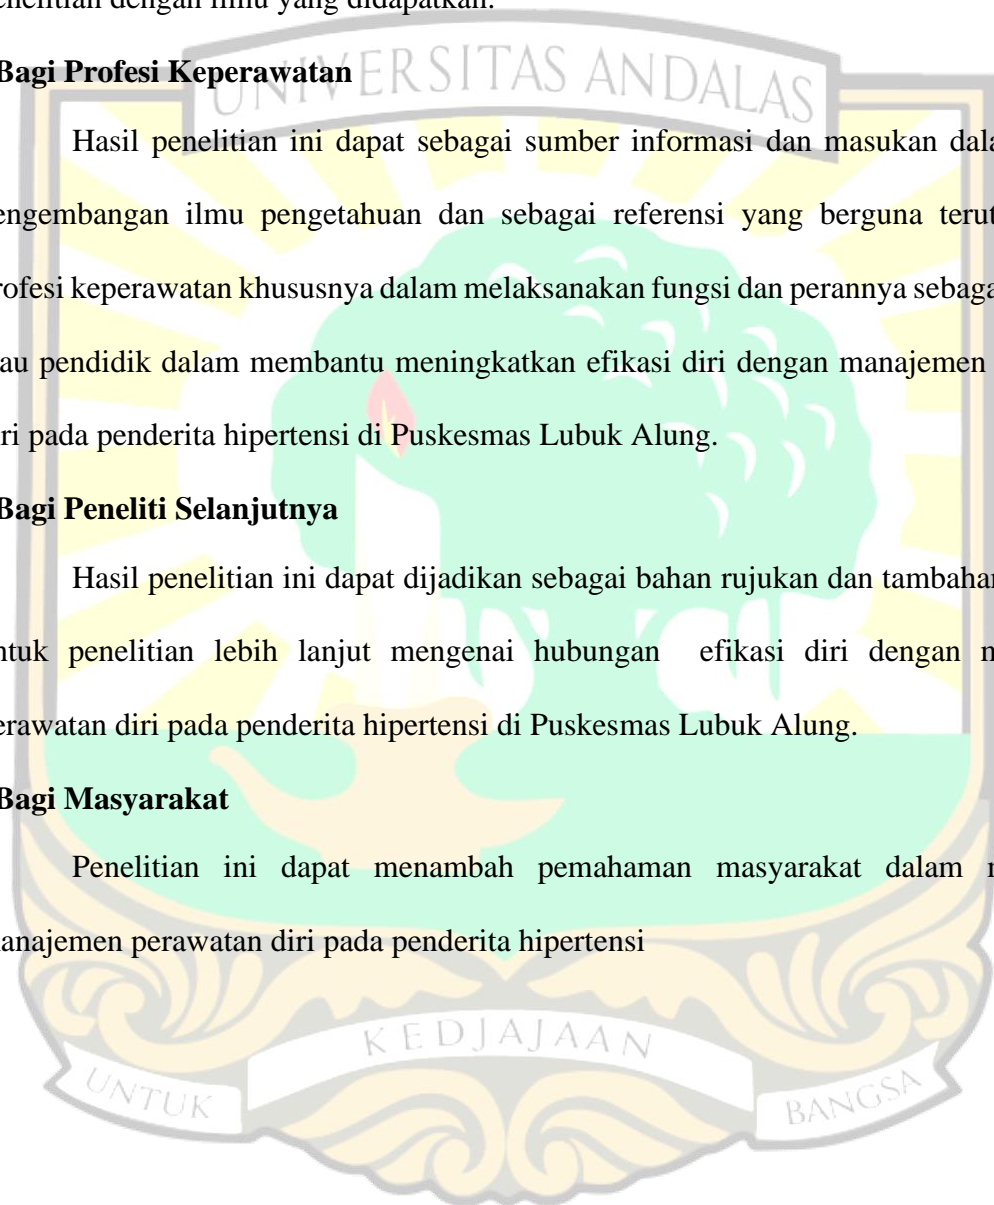 enelitian dengan ilmu yang didapatkan.
UNIVERSITAS ANDALAS
Bagi Profesi Keperawatan
Hasil penelitian ini dapat sebagai sumber informasi dan masukan dala
engembangan ilmu pengetahuan dan sebagai referensi yang berguna terut
rofesi keperawatan khususnya dalam melaksanakan fungsi dan perannya sebaga
au pendidik dalam membantu meningkatkan efikasi diri dengan manajemen
iri pada penderita hipertensi di Puskesmas Lubuk Alung.
Bagi Peneliti Selanjutnya
Hasil penelitian ini dapat dijadikan sebagai bahan rujukan dan tambahan
ntuk penelitian lebih lanjut mengenai hubungan efikasi diri dengan m
erawatan diri pada penderita hipertensi di Puskesmas Lubuk Alung.
Bagi Masyarakat
Penelitian ini dapat menambah pemahaman masyarakat dalam m
anajemen perawatan diri pada penderita hipertensi
UNTUK KEDJAJAAN BANGSA